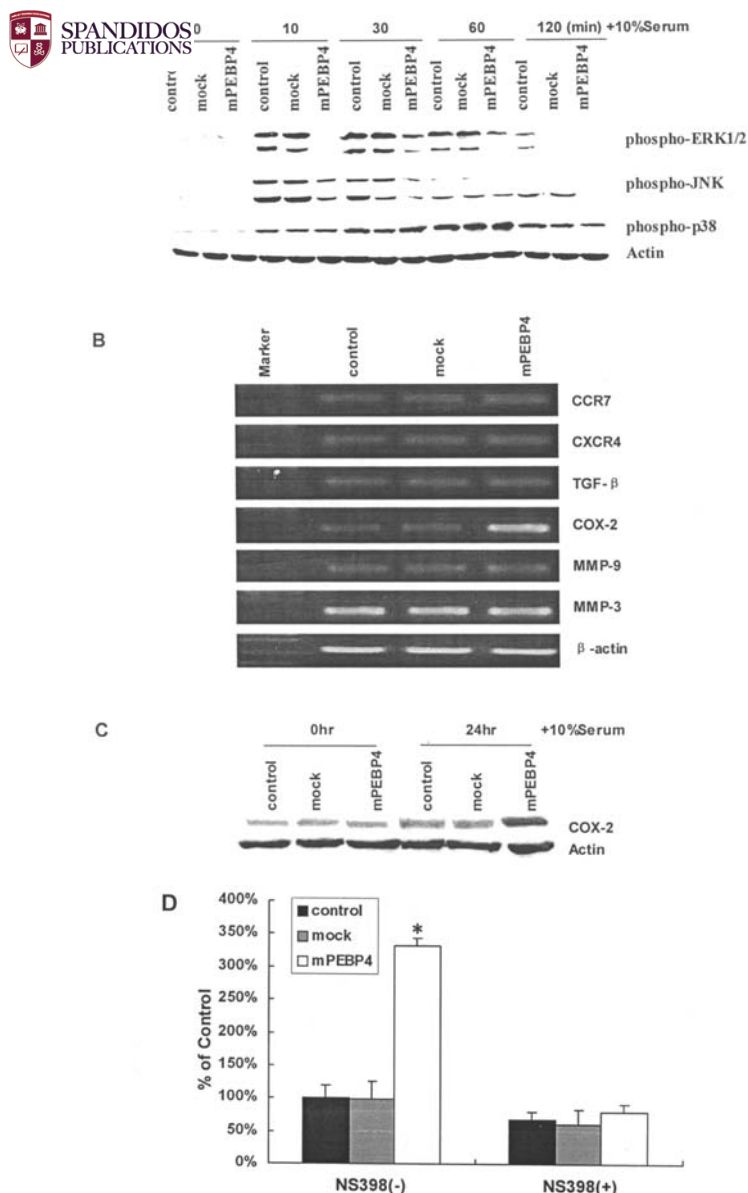 SPANDIDOS
PUBLICATIONS
0 10 30 60 120 (min) +10%Serum
mock mPEBP4 control mock mPEBP4 control mock mPEBP4 control mock mPEBP4 control mock mPEBP4
phospho-ERK1/2
phospho-JNK
phospho-p38
Actin
B
Marker control mock mPEBP4
CCR7
CXCR4
TGF-β
COX-2
MMP-9
MMP-3
β-actin
C
0hr 24hr +10%Serum
control mock mPEBP4 control mock mPEBP4
COX-2
Actin
D
% of Control
400%
350%
300%
250%
200%
150%
100%
50%
0%
control
mock
mPEBP4
*
NS398(-) NS398(+)